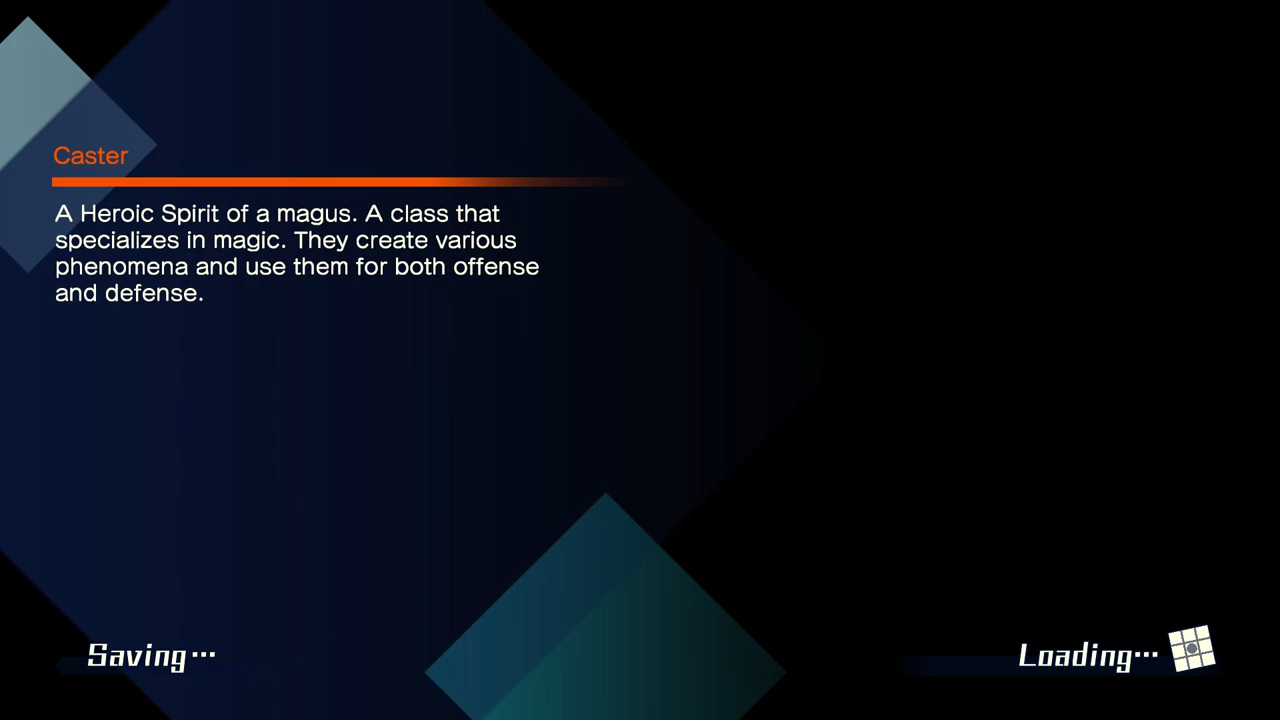 Caster
A Heroic Spirit of a magus. A class that
specializes in magic. They create various
phenomena and use them for both offense
and defense.
Saving…
Loading…